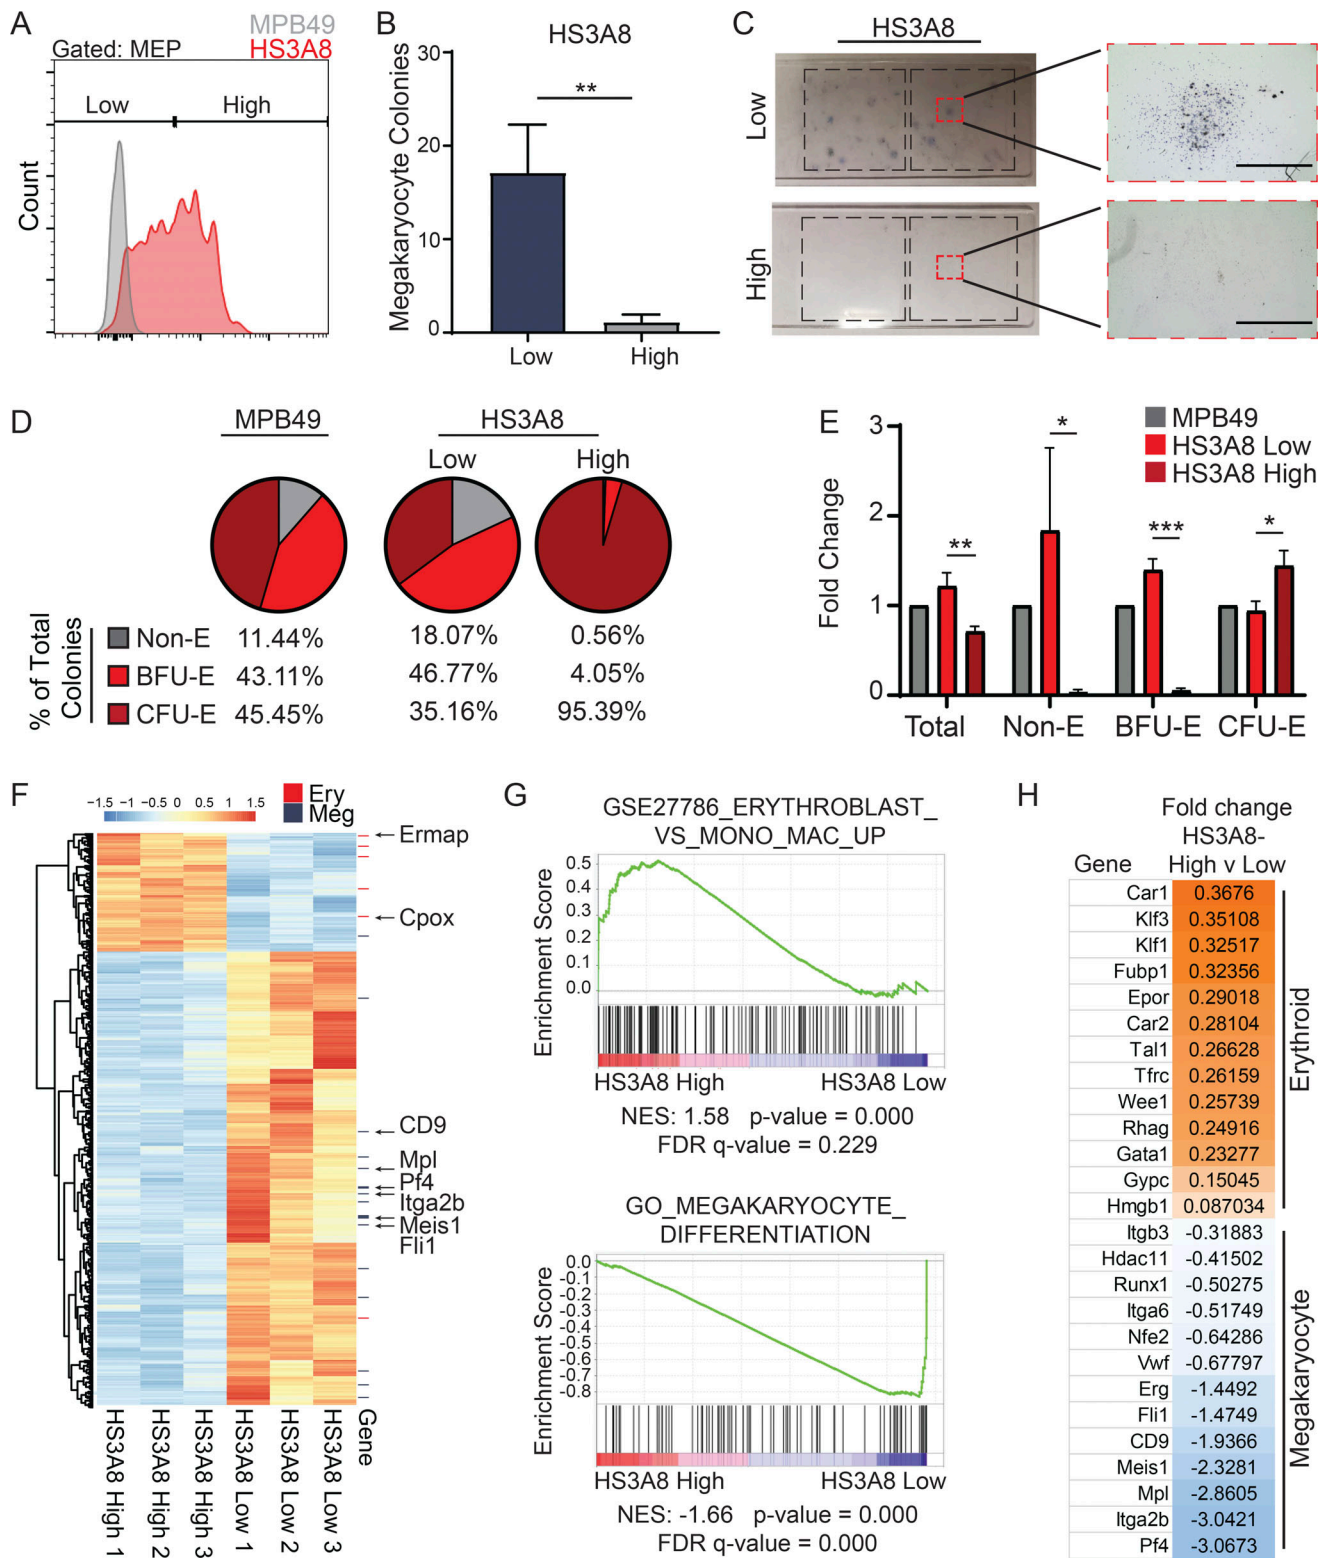 A
MPB49
Gated: MEP HS3A8
Low High
Count
B
HS3A8
**
30
20
10
0
Megakaryocyte Colonies
Low High
C
HS3A8
Low
High
D
MPB49 HS3A8
Low High
% of Total Colonies
Non-E 11.44% 18.07% 0.56%
BFU-E 43.11% 46.77% 4.05%
CFU-E 45.45% 35.16% 95.39%
E
MPB49
HS3A8 Low
HS3A8 High
3
2
1
0
Fold Change
** * *** *
Total Non-E BFU-E CFU-E
F
−1.5 −1 −0.5 0 0.5 1 1.5
Ery
Meg
Ermap
Cpox
CD9
Mpl
Pf4
Itga2b
Meis1
Fli1
HS3A8 High 1
HS3A8 High 2
HS3A8 High 3
HS3A8 Low 1
HS3A8 Low 2
HS3A8 Low 3
Gene
G
GSE27786_ERYTHROBLAST_
VS_MONO_MAC_UP
Enrichment Score
0.5
0.4
0.3
0.2
0.1
0.0
HS3A8 High HS3A8 Low
NES: 1.58 p-value = 0.000
FDR q-value = 0.229
GO_MEGAKARYOCYTE_
DIFFERENTIATION
Enrichment Score
0.0
-0.1
-0.2
-0.3
-0.4
-0.5
-0.6
-0.7
-0.8
HS3A8 High HS3A8 Low
NES: -1.66 p-value = 0.000
FDR q-value = 0.000
H
Fold change
HS3A8-
Gene High v Low
Car1 0.3676
Klf3 0.35108
Klf1 0.32517
Fubp1 0.32356
Epor 0.29018
Car2 0.28104
Tal1 0.26628
Tfrc 0.26159
Wee1 0.25739
Rhag 0.24916
Gata1 0.23277
Gypc 0.15045
Hmgb1 0.087034
Itgb3 -0.31883
Hdac11 -0.41502
Runx1 -0.50275
Itga6 -0.51749
Nfe2 -0.64286
Vwf -0.67797
Erg -1.4492
Fli1 -1.4749
CD9 -1.9366
Meis1 -2.3281
Mpl -2.8605
Itga2b -3.0421
Pf4 -3.0673
Erythroid
Megakaryocyte